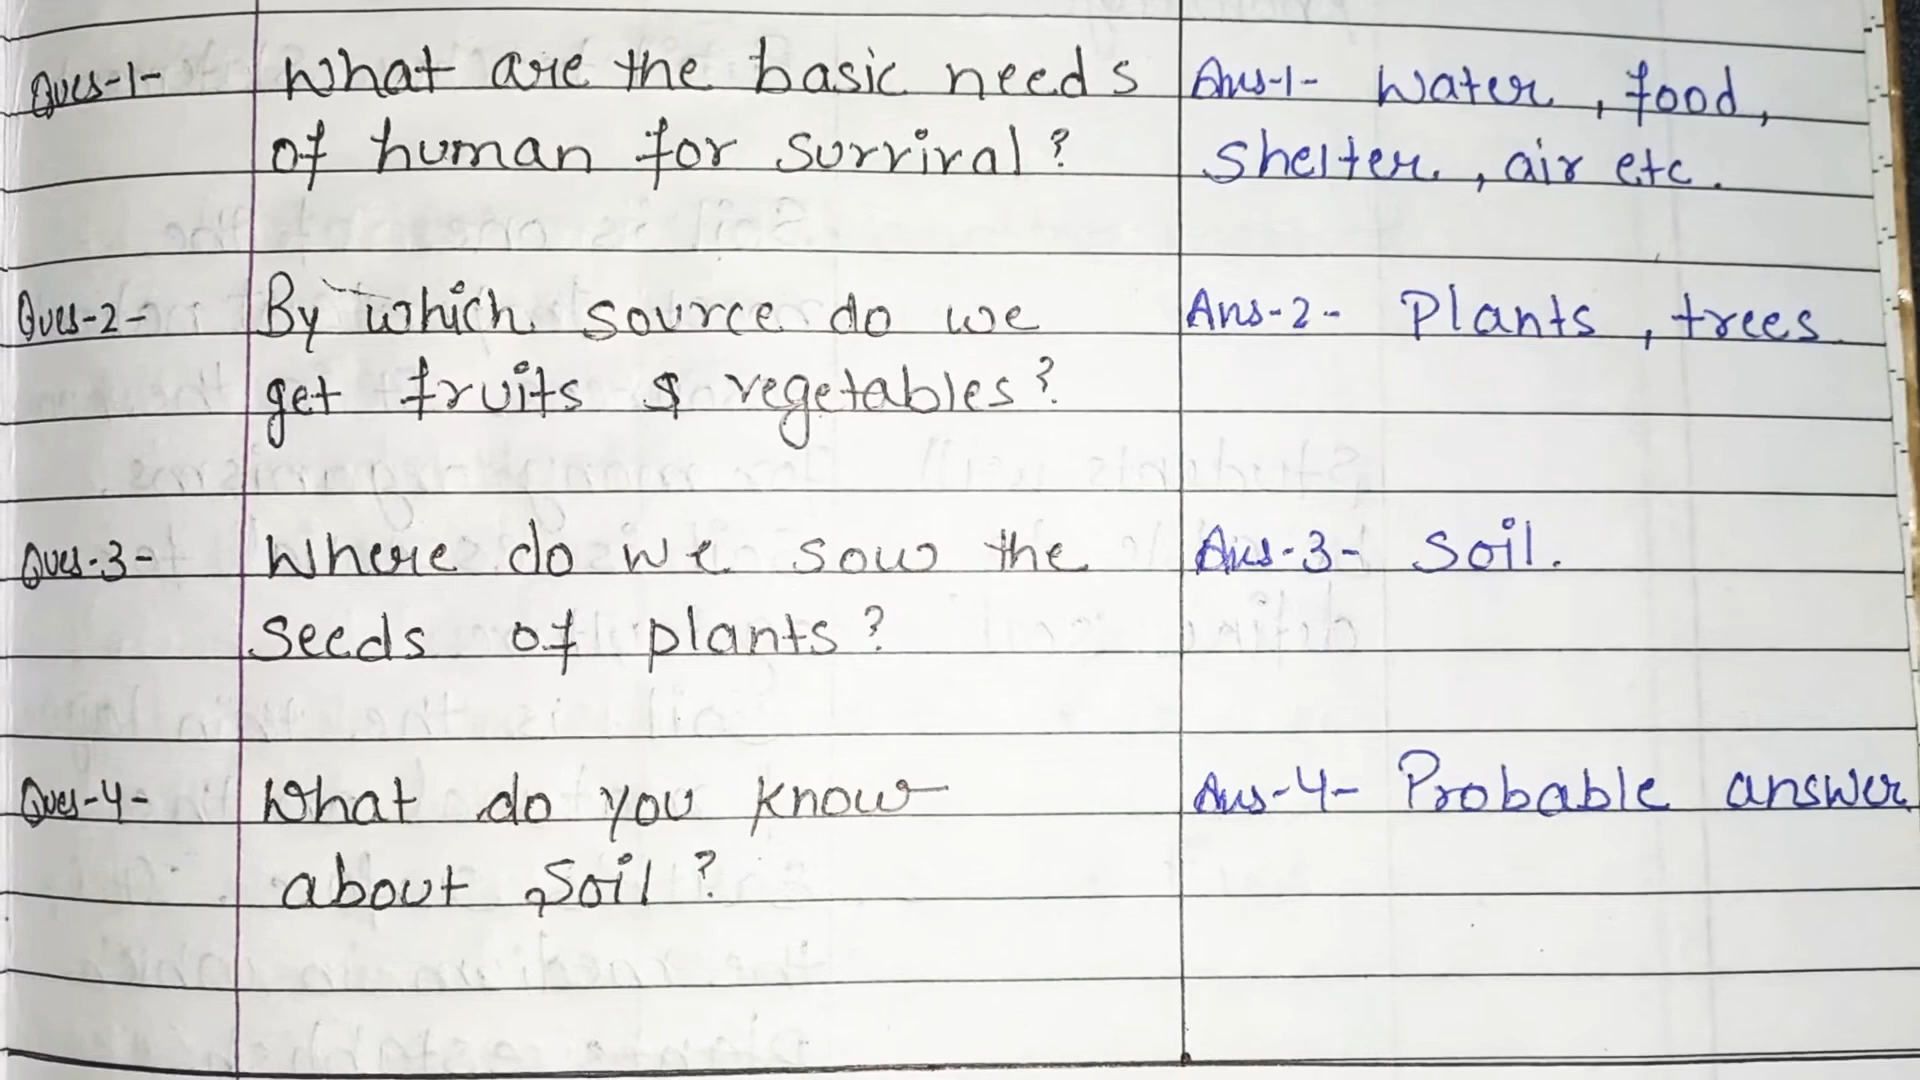 Ques-1- What are the basic needs Ans-1- Water, food,
of human for survival? shelter, air etc.
Ques-2- By which source do we Ans-2- Plants, trees
get fruits & vegetables?
Ques-3- Where do we sow the Ans-3- Soil.
seeds of plants?
Ques-4- What do you know Ans-4- Probable answer
about Soil?